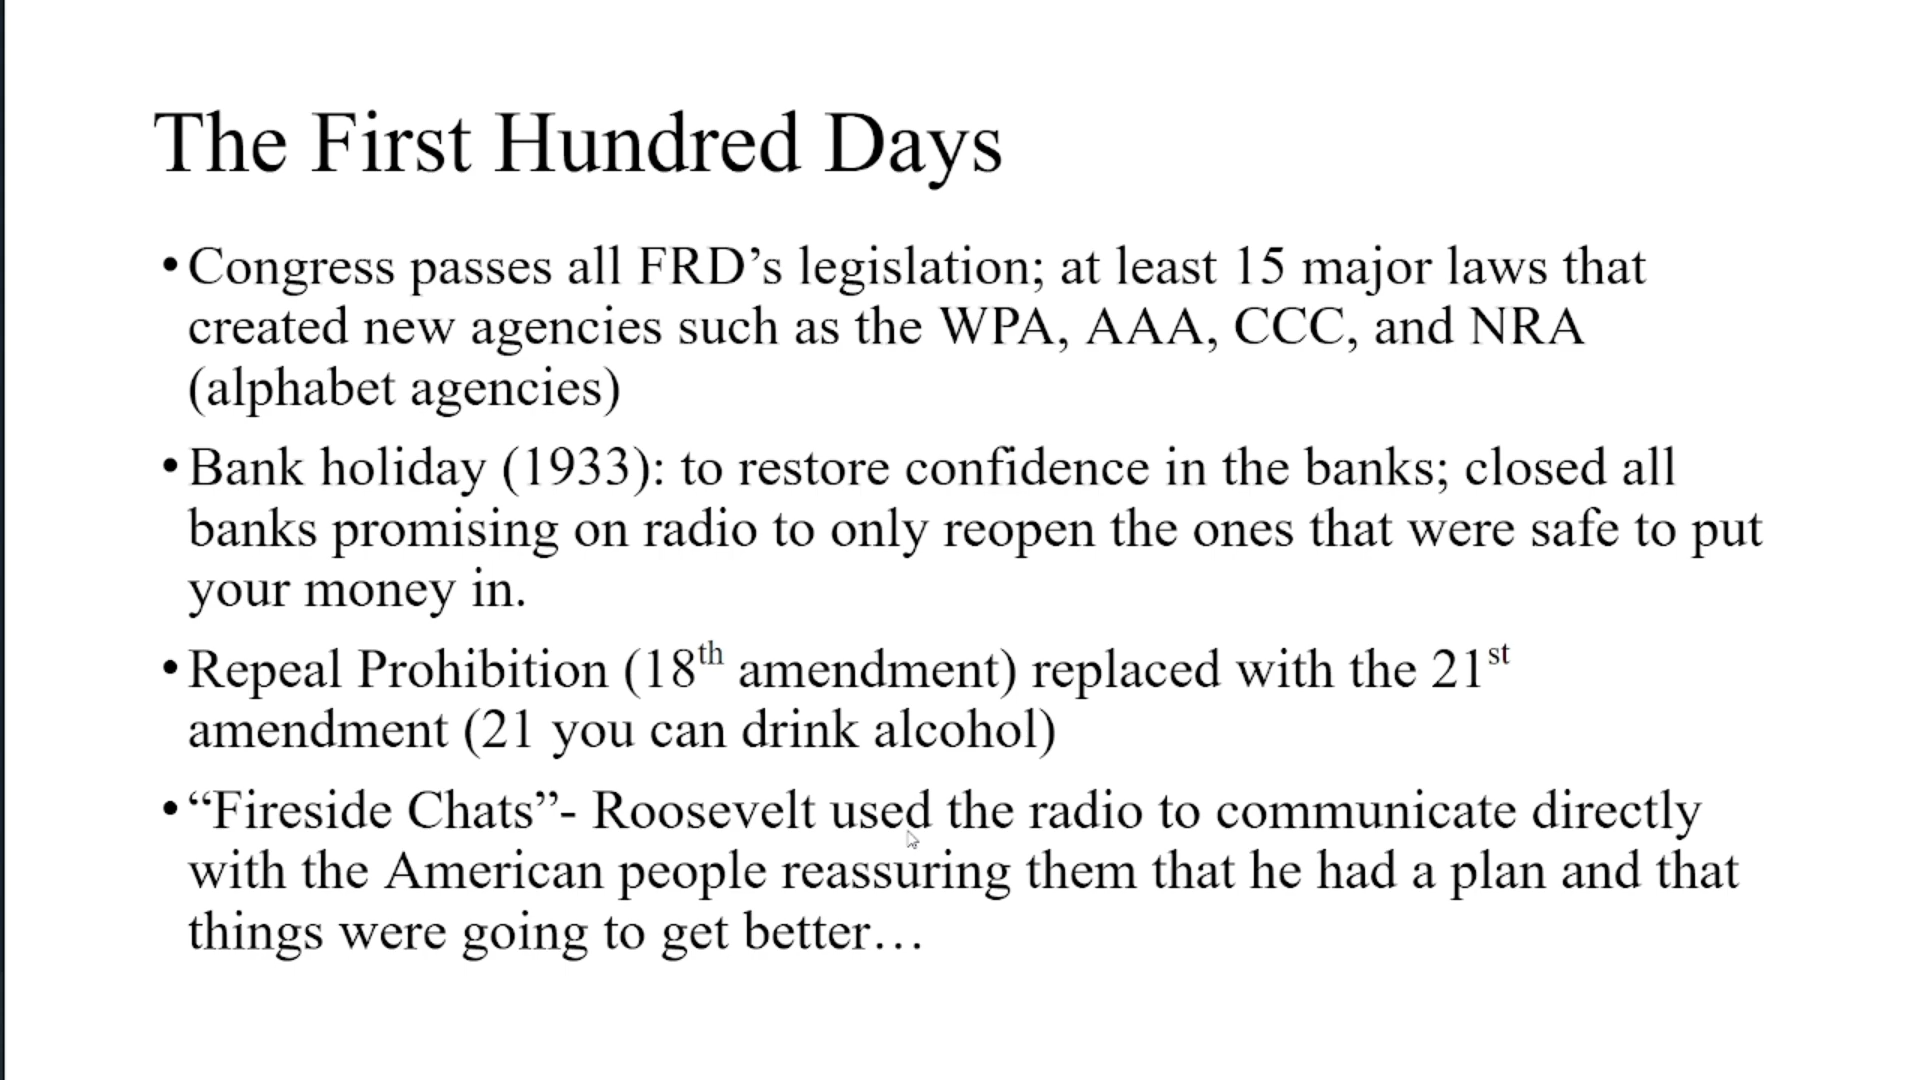 The First Hundred Days
•Congress passes all FRD’s legislation; at least 15 major laws that
created new agencies such as the WPA, AAA, CCC, and NRA
(alphabet agencies)
•Bank holiday (1933): to restore confidence in the banks; closed all
banks promising on radio to only reopen the ones that were safe to put
your money in.
•Repeal Prohibition (18th amendment) replaced with the 21st
amendment (21 you can drink alcohol)
•“Fireside Chats”- Roosevelt used the radio to communicate directly
with the American people reassuring them that he had a plan and that
things were going to get better…